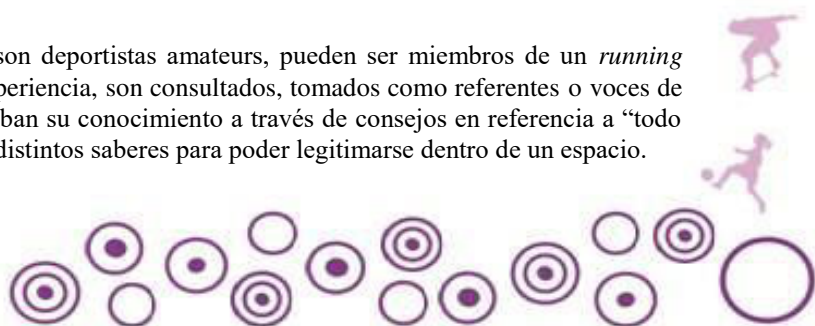 son deportistas amateurs, pueden ser miembros de un running
periencia, son consultados, tomados como referentes o voces de
ban su conocimiento a través de consejos en referencia a “todo
distintos saberes para poder legitimarse dentro de un espacio.